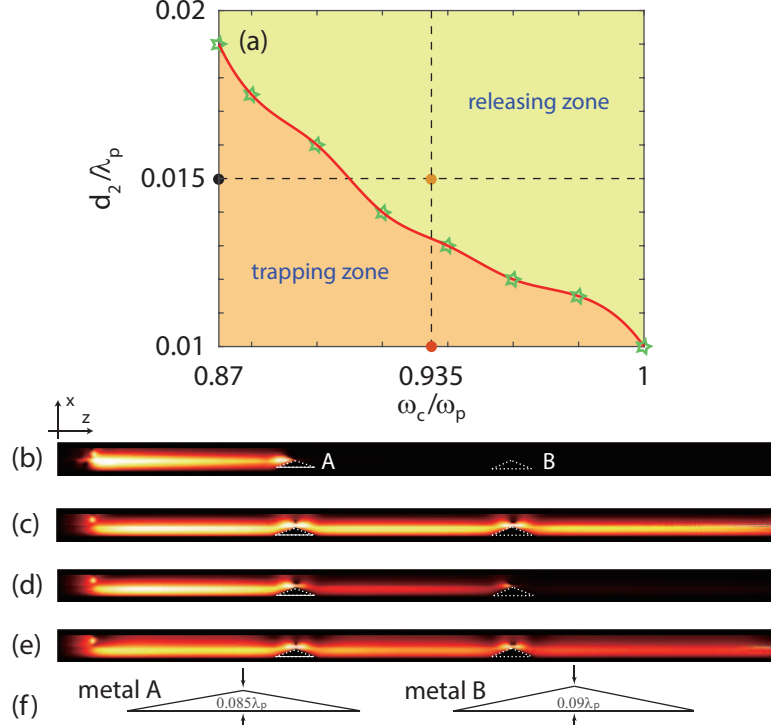 0.02
(a)
releasing zone
d₂/λₚ
0.015
trapping zone
0.01
0.87
0.935
1
ω_c/ωₚ
x
z
(b)
A
B
(c)
(d)
(e)
metal A
metal B
(f)
0.085λₚ
0.09λₚ